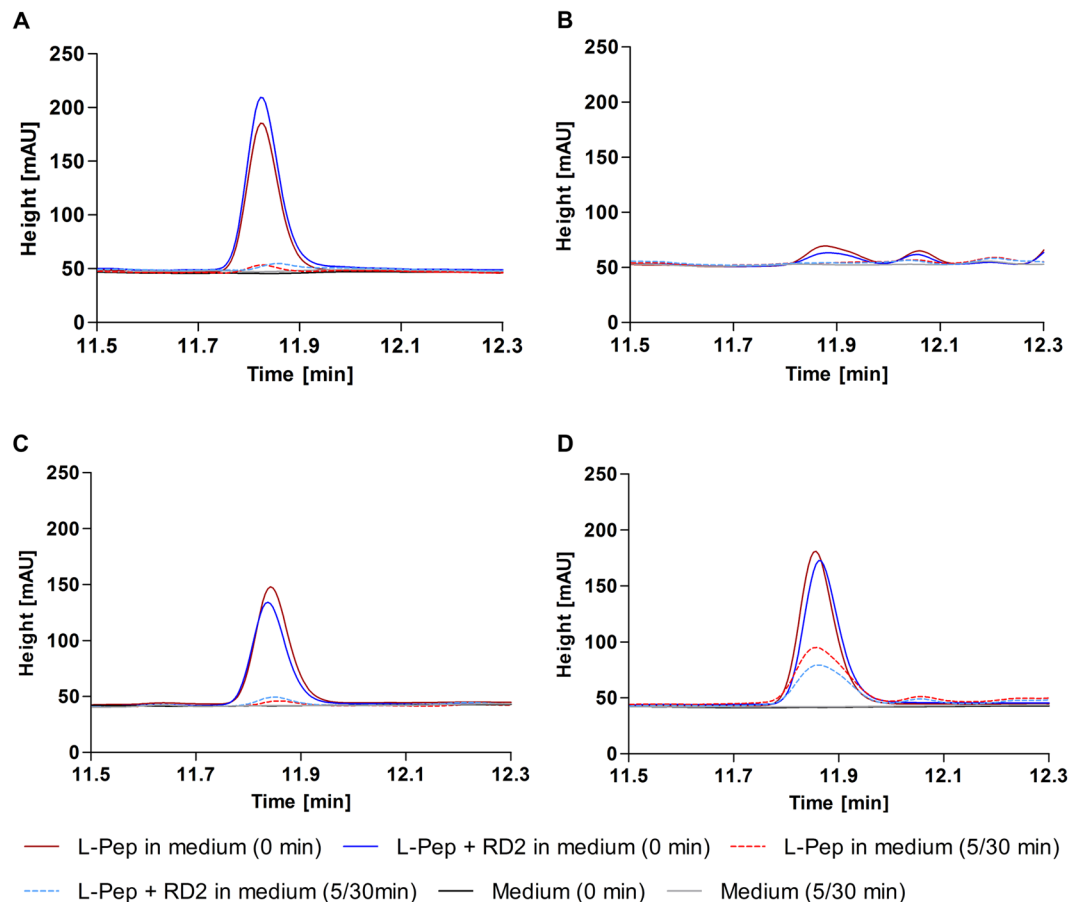 A
250
200
150
100
50
0
Height [mAU]
11.5 11.7 11.9 12.1 12.3
Time [min]
B
250
200
150
100
50
0
Height [mAU]
11.5 11.7 11.9 12.1 12.3
Time [min]
C
250
200
150
100
50
0
Height [mAU]
11.5 11.7 11.9 12.1 12.3
Time [min]
D
250
200
150
100
50
0
Height [mAU]
11.5 11.7 11.9 12.1 12.3
Time [min]
L-Pep in medium (0 min) L-Pep + RD2 in medium (0 min) L-Pep in medium (5/30 min)
L-Pep + RD2 in medium (5/30min) Medium (0 min) Medium (5/30 min)